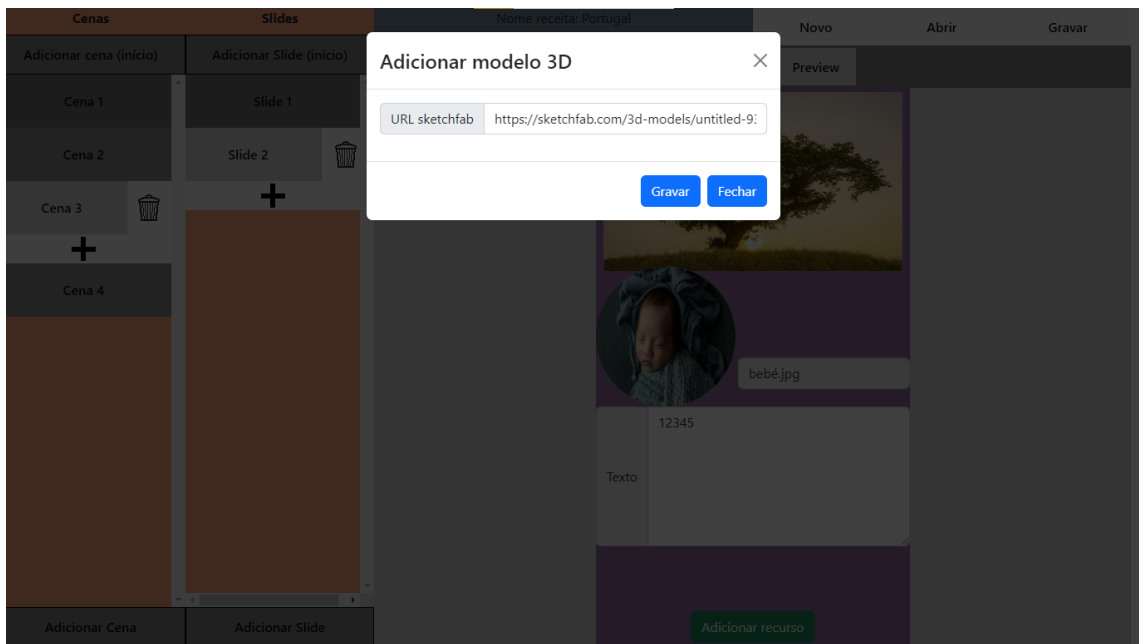 Cenas
Slides
Nome receita: Portugal
Novo
Abrir
Gravar
Adicionar cena (início)
Adicionar Slide (início)
Adicionar modelo 3D
Preview
Cena 1
Slide 1
URL sketchfab
https://sketchfab.com/3d-models/untitled-93
Cena 2
Slide 2
Gravar
Fechar
Cena 3
Cena 4
bebé.jpg
12345
Texto
Adicionar recurso
Adicionar Cena
Adicionar Slide